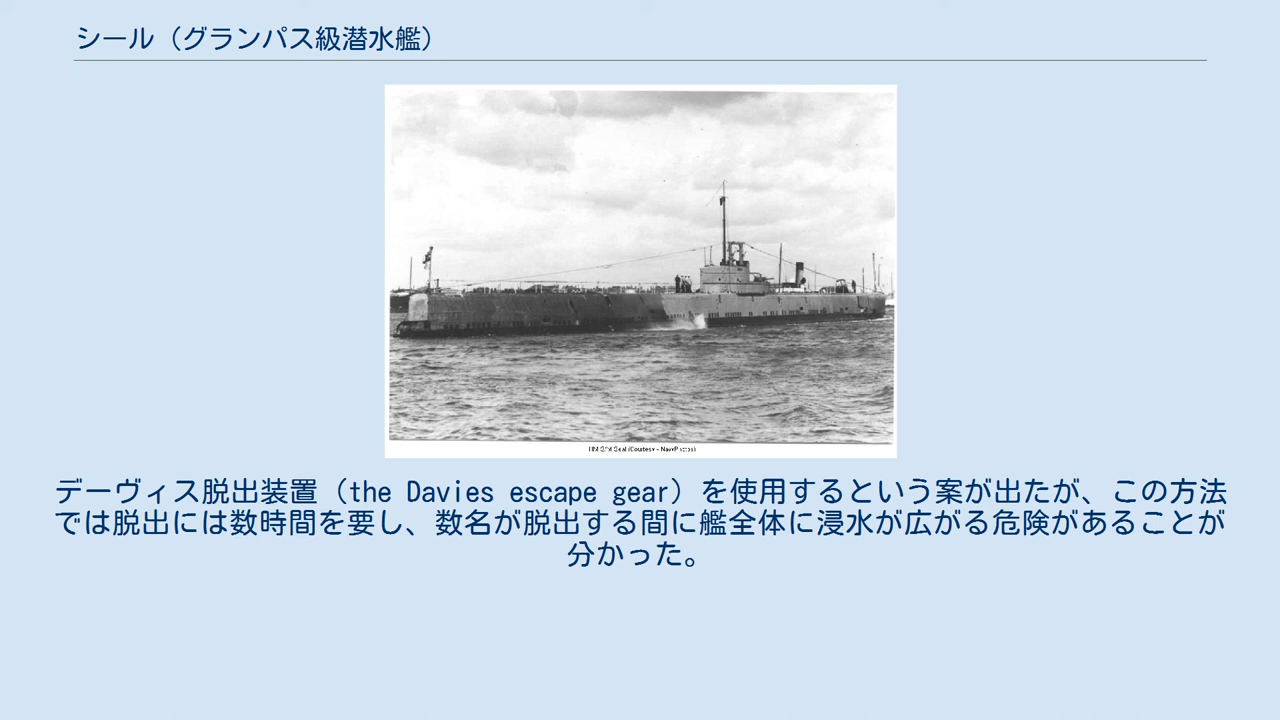 シール（グランパス級潜水艦）
(Courtesy - NavyPhotos)
デーヴィス脱出装置（the Davies escape gear）を使用するという案が出たが、この方法
では脱出には数時間を要し、数名が脱出する間に艦全体に浸水が広がる危険があることが
分かった。